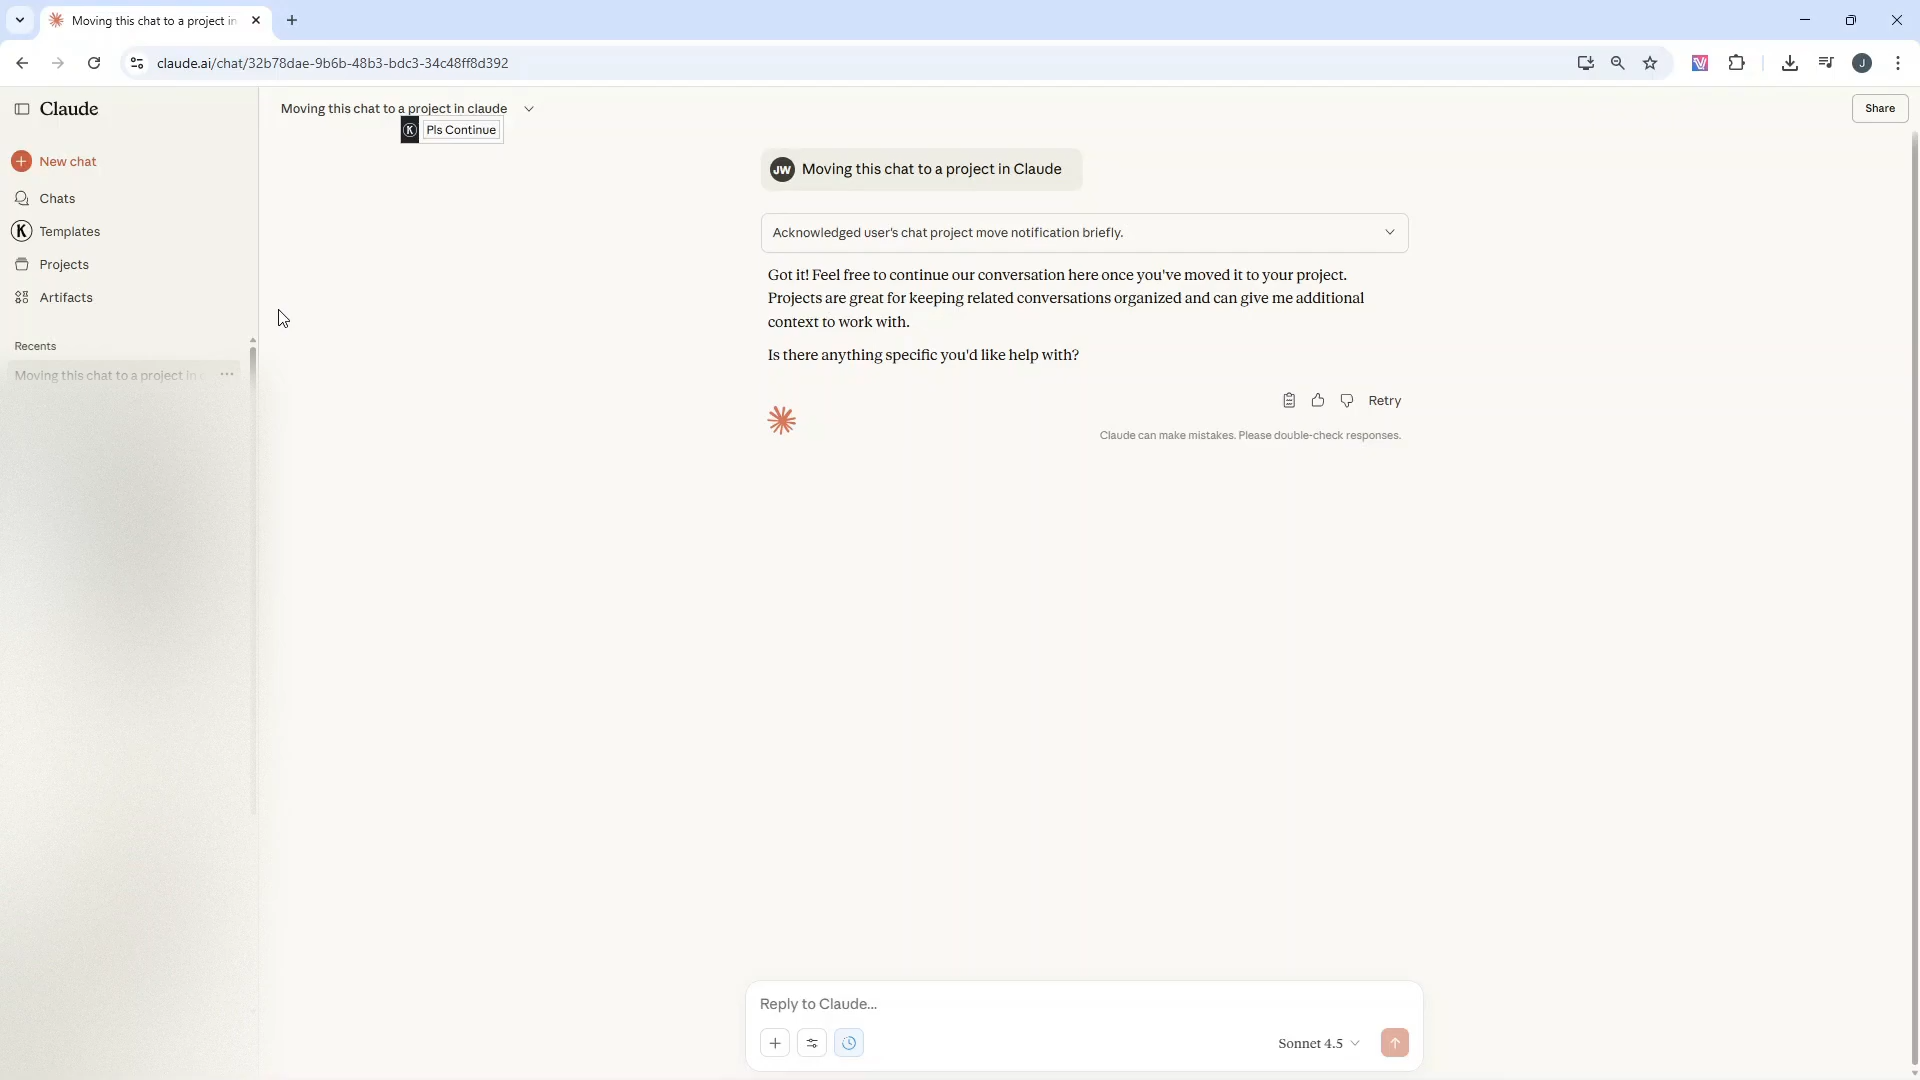 Moving this chat to a project in
claude.ai/chat/32b78dae-9b6b-48b3-bdc3-34c48ff8d392
J
Claude
Moving this chat to a project in claude
Share
K Pls Continue
New chat
Chats
K Templates
Projects
Artifacts
Recents
Moving this chat to a project in
JW Moving this chat to a project in Claude
Acknowledged user's chat project move notification briefly.
Got it! Feel free to continue our conversation here once you've moved it to your project.
Projects are great for keeping related conversations organized and can give me additional
context to work with.
Is there anything specific you'd like help with?
Retry
Claude can make mistakes. Please double-check responses.
Reply to Claude...
Sonnet 4.5